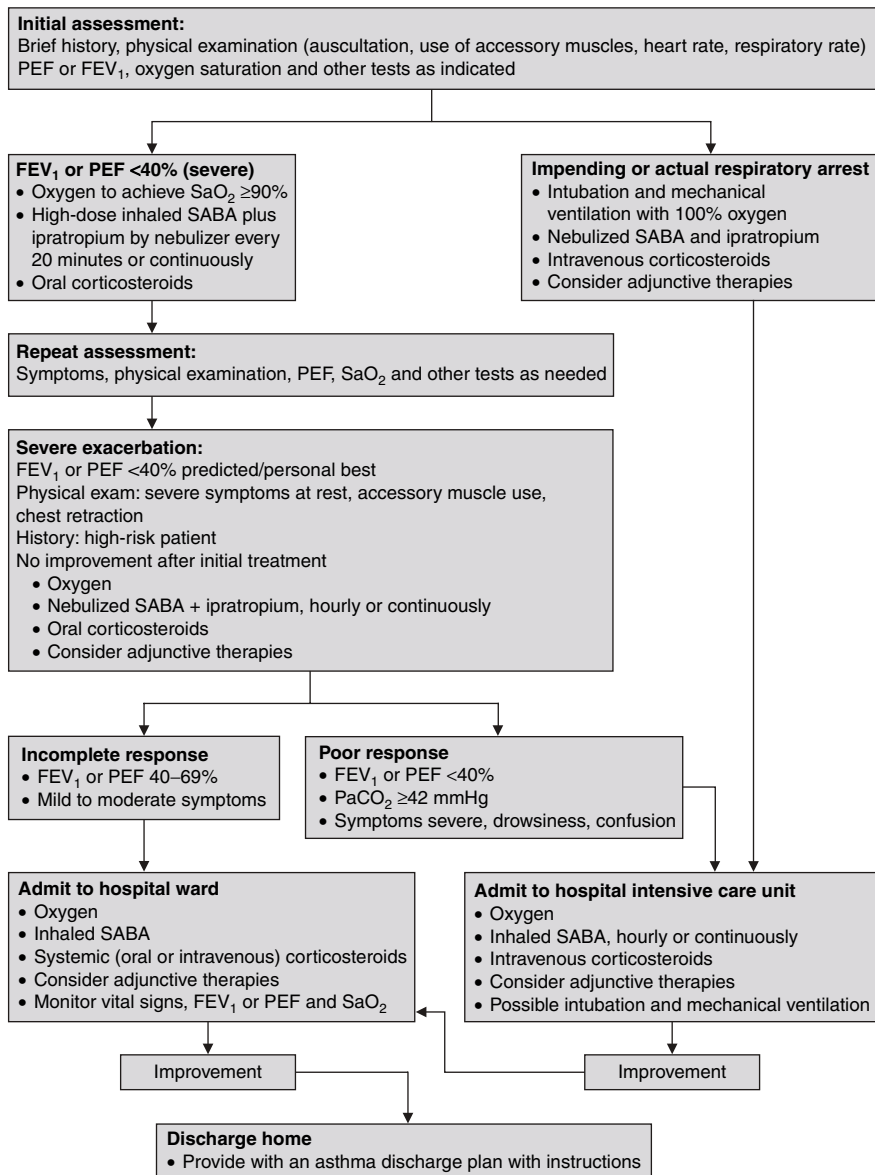 Initial assessment:
Brief history, physical examination (auscultation, use of accessory muscles, heart rate, respiratory rate)
PEF or FEV₁, oxygen saturation and other tests as indicated
FEV₁ or PEF <40% (severe)
• Oxygen to achieve SaO₂ ≥90%
• High-dose inhaled SABA plus
ipratropium by nebulizer every
20 minutes or continuously
• Oral corticosteroids
Impending or actual respiratory arrest
• Intubation and mechanical
ventilation with 100% oxygen
• Nebulized SABA and ipratropium
• Intravenous corticosteroids
• Consider adjunctive therapies
Repeat assessment:
Symptoms, physical examination, PEF, SaO₂ and other tests as needed
Severe exacerbation:
FEV₁ or PEF <40% predicted/personal best
Physical exam: severe symptoms at rest, accessory muscle use,
chest retraction
History: high-risk patient
No improvement after initial treatment
• Oxygen
• Nebulized SABA + ipratropium, hourly or continuously
• Oral corticosteroids
• Consider adjunctive therapies
Incomplete response
• FEV₁ or PEF 40–69%
• Mild to moderate symptoms
Poor response
• FEV₁ or PEF <40%
• PaCO₂ ≥42 mmHg
• Symptoms severe, drowsiness, confusion
Admit to hospital ward
• Oxygen
• Inhaled SABA
• Systemic (oral or intravenous) corticosteroids
• Consider adjunctive therapies
• Monitor vital signs, FEV₁ or PEF and SaO₂
Admit to hospital intensive care unit
• Oxygen
• Inhaled SABA, hourly or continuously
• Intravenous corticosteroids
• Consider adjunctive therapies
• Possible intubation and mechanical ventilation
Improvement
Improvement
Discharge home
• Provide with an asthma discharge plan with instructions